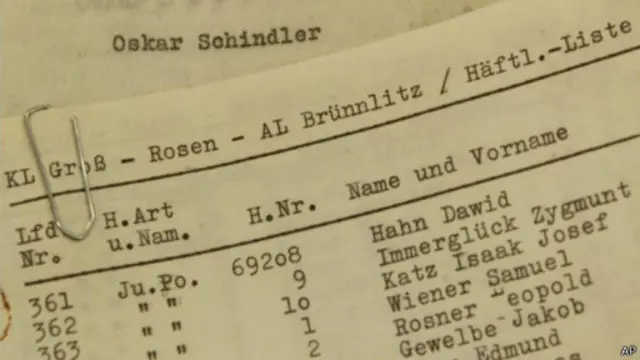 Oskar Schindler
KL Groß - Rosen - AL Brünnlitz / Häftl.-Liste
Lfd H.Art H.Nr. Name und Vorname
Nr. u.Nam.
361 Ju.Po. 69208 Hahn Dawid
362 " " 9 Immerglück Zygmunt
363 " " 10 Katz Isaak Josef
" " 1 Wiener Samuel
2 Rosner Leopold
Gewelbe Jakob
Edmund
AP